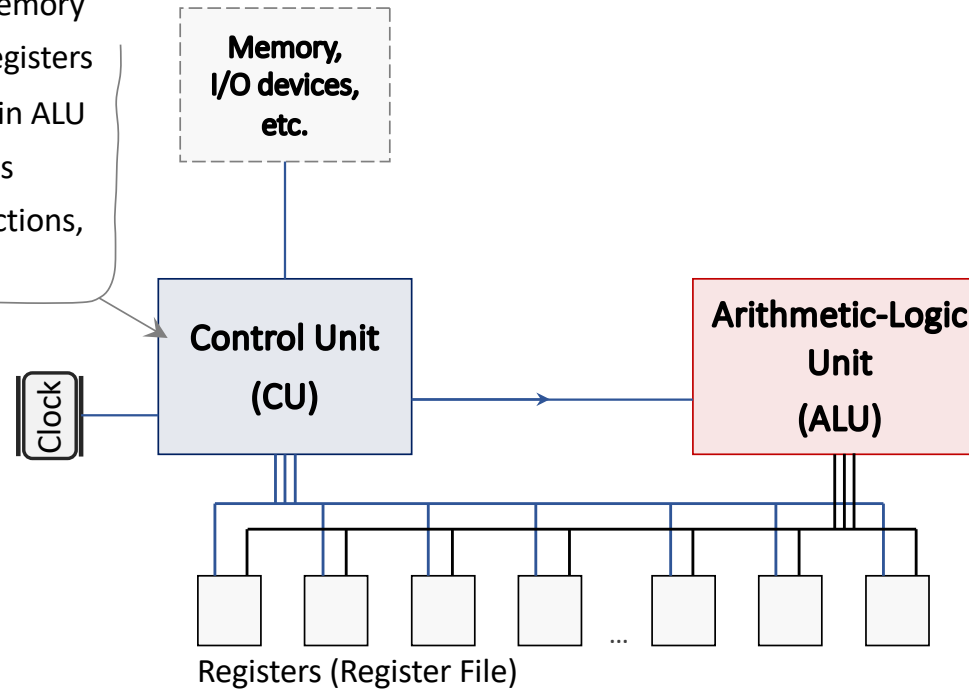 emory
egisters
in ALU
s
ctions,
Memory,
I/O devices,
etc.
Control Unit
(CU)
Arithmetic-Logic
Unit
(ALU)
Clock
...
Registers (Register File)